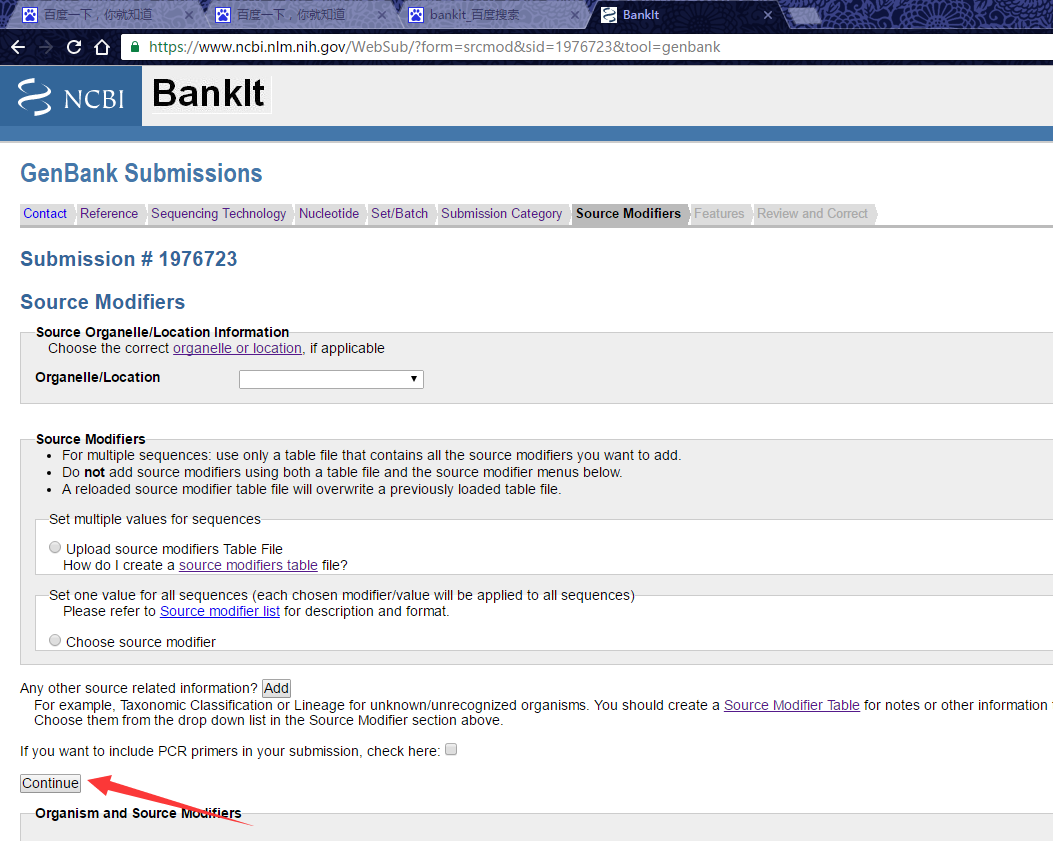 百度一下，你就知道
百度一下，你就知道
bankit_百度搜索
BankIt
https://www.ncbi.nlm.nih.gov/WebSub/?form=srcmod&sid=1976723&tool=genbank
NCBI
BankIt
GenBank Submissions
Contact Reference Sequencing Technology Nucleotide Set/Batch Submission Category Source Modifiers Features Review and Correct
Submission # 1976723
Source Modifiers
Source Organelle/Location Information
Choose the correct organelle or location, if applicable
Organelle/Location
Source Modifiers
• For multiple sequences: use only a table file that contains all the source modifiers you want to add.
• Do not add source modifiers using both a table file and the source modifier menus below.
• A reloaded source modifier table file will overwrite a previously loaded table file.
Set multiple values for sequences
Upload source modifiers Table File
How do I create a source modifiers table file?
Set one value for all sequences (each chosen modifier/value will be applied to all sequences)
Please refer to Source modifier list for description and format.
Choose source modifier
Any other source related information? Add
For example, Taxonomic Classification or Lineage for unknown/unrecognized organisms. You should create a Source Modifier Table for notes or other information
Choose them from the drop down list in the Source Modifier section above.
If you want to include PCR primers in your submission, check here:
Continue
Organism and Source Modifiers